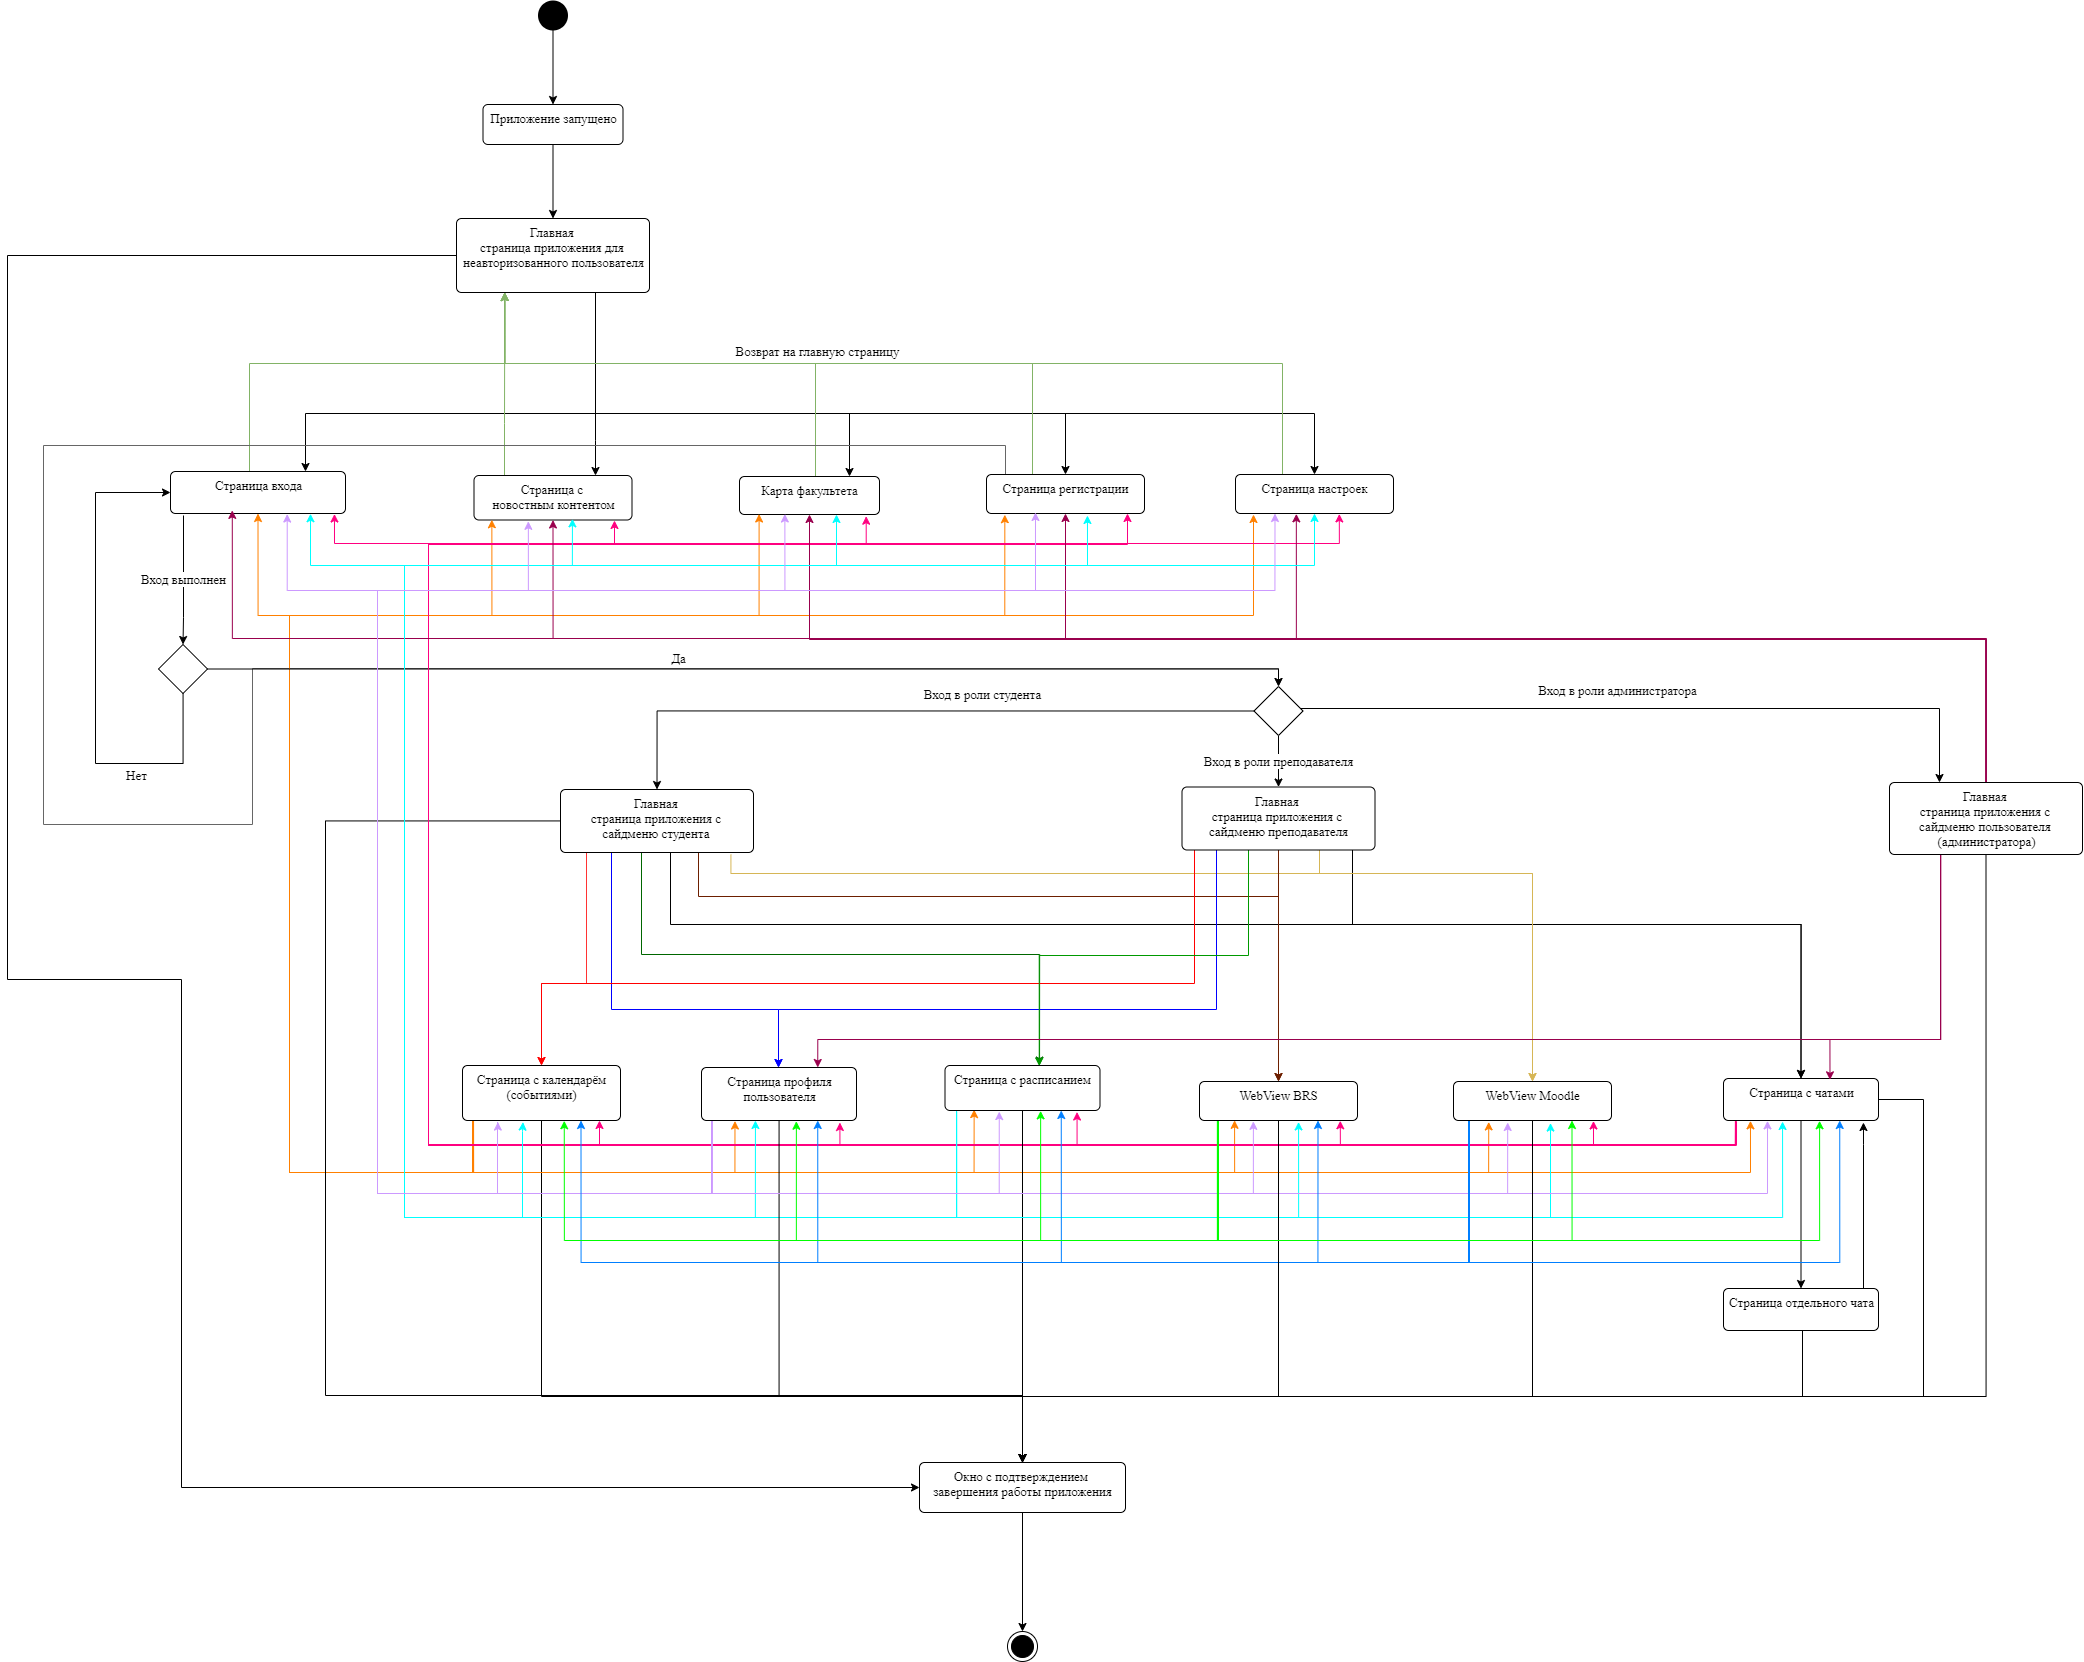 Приложение запущено
Главная
страница приложения для
неавторизованного пользователя
Возврат на главную страницу
Страница входа
Страница с
новостным контентом
Карта факультета
Страница регистрации
Страница настроек
Вход выполнен
Да
Вход в роли студента
Вход в роли администратора
Вход в роли преподавателя
Нет
Главная
страница приложения с
сайдменю студента
Главная
страница приложения с
сайдменю преподавателя
Главная
страница приложения с
сайдменю пользователя
(администратора)
Страница с календарём
(событиями)
Страница профиля
пользователя
Страница с расписанием
WebView BRS
WebView Moodle
Страница с чатами
Страница отдельного чата
Окно с подтверждением
завершения работы приложения